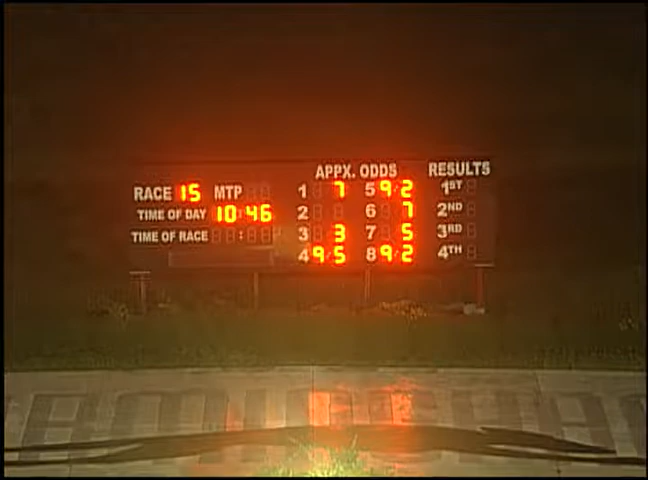 APPX. ODDS RESULTS
RACE 15 MTP 1 7 5 9/2 1ST
TIME OF DAY 10:46 2 6 7 2ND
TIME OF RACE 3 3 7 5 3RD
4 9/5 8 9/2 4TH